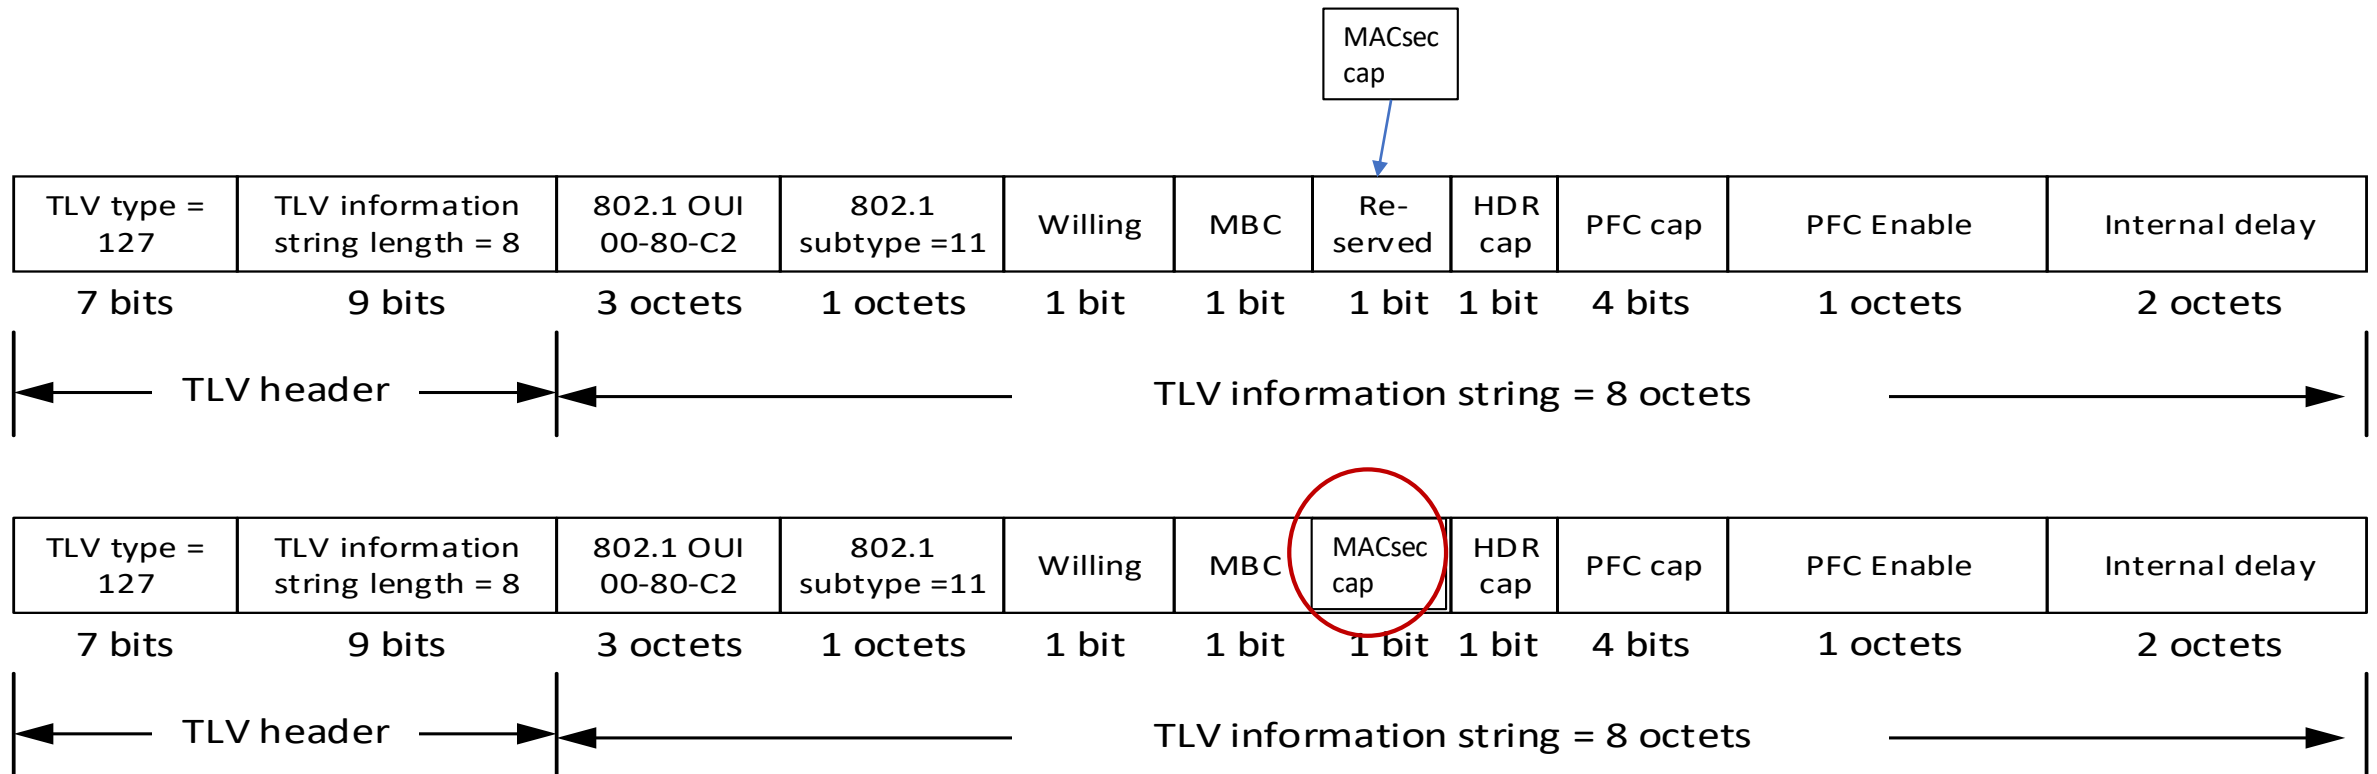 MACsec
cap
TLV type =
127
TLV information
string length = 8
802.1 OUI
00-80-C2
802.1
subtype =11
Willing
MBC
Re-
served
HDR
cap
PFC cap
PFC Enable
Internal delay
7 bits
9 bits
3 octets
1 octets
1 bit
1 bit
1 bit
1 bit
4 bits
1 octets
2 octets
TLV header
TLV information string = 8 octets
TLV type =
127
TLV information
string length = 8
802.1 OUI
00-80-C2
802.1
subtype =11
Willing
MBC
MACsec
cap
HDR
cap
PFC cap
PFC Enable
Internal delay
7 bits
9 bits
3 octets
1 octets
1 bit
1 bit
1 bit
1 bit
4 bits
1 octets
2 octets
TLV header
TLV information string = 8 octets